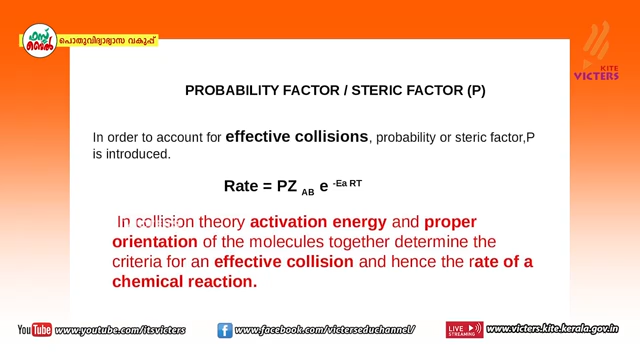 ഫസ്റ്റ് ബെൽ
പൊതുവിദ്യാഭ്യാസ വകുപ്പ്
KITE
VICTERS
PROBABILITY FACTOR / STERIC FACTOR (P)
In order to account for effective collisions, probability or steric factor,P
is introduced.
Rate = PZ AB e -Ea RT
In collision theory activation energy and proper
orientation of the molecules together determine the
criteria for an effective collision and hence the rate of a
chemical reaction.
YouTube www.youtube.com/itsvicters
www.facebook.com/victerseduchannel/
LIVE STREAMING www.victers.kite.kerala.gov.in